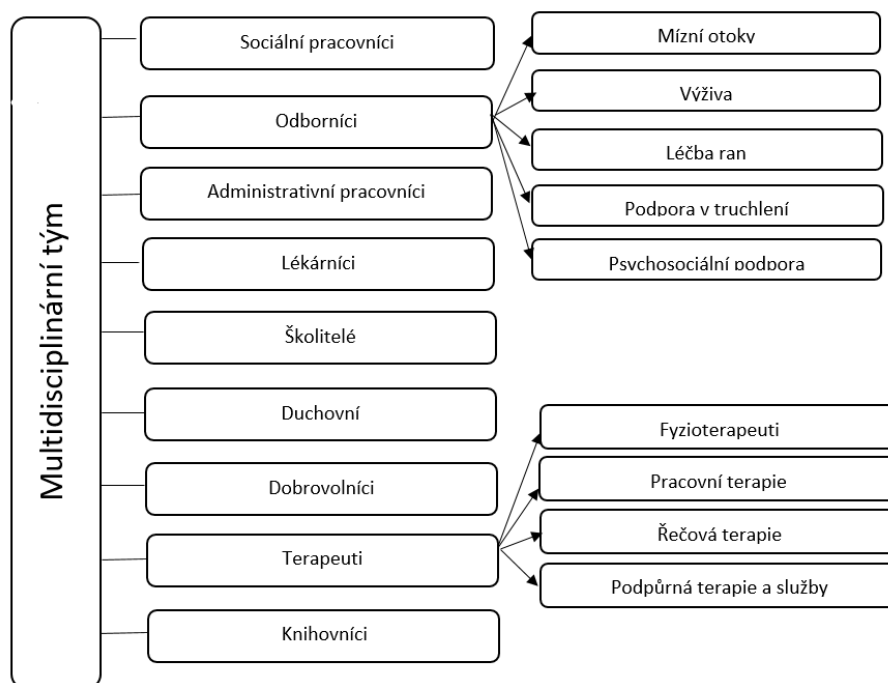 Multidisciplinární tým
Sociální pracovníci
Odborníci
Mízní otoky
Výživa
Léčba ran
Podpora v truchlení
Psychosociální podpora
Administrativní pracovníci
Lékárníci
Školitelé
Duchovní
Dobrovolníci
Terapeuti
Fyzioterapeuti
Pracovní terapie
Řečová terapie
Podpůrná terapie a služby
Knihovníci